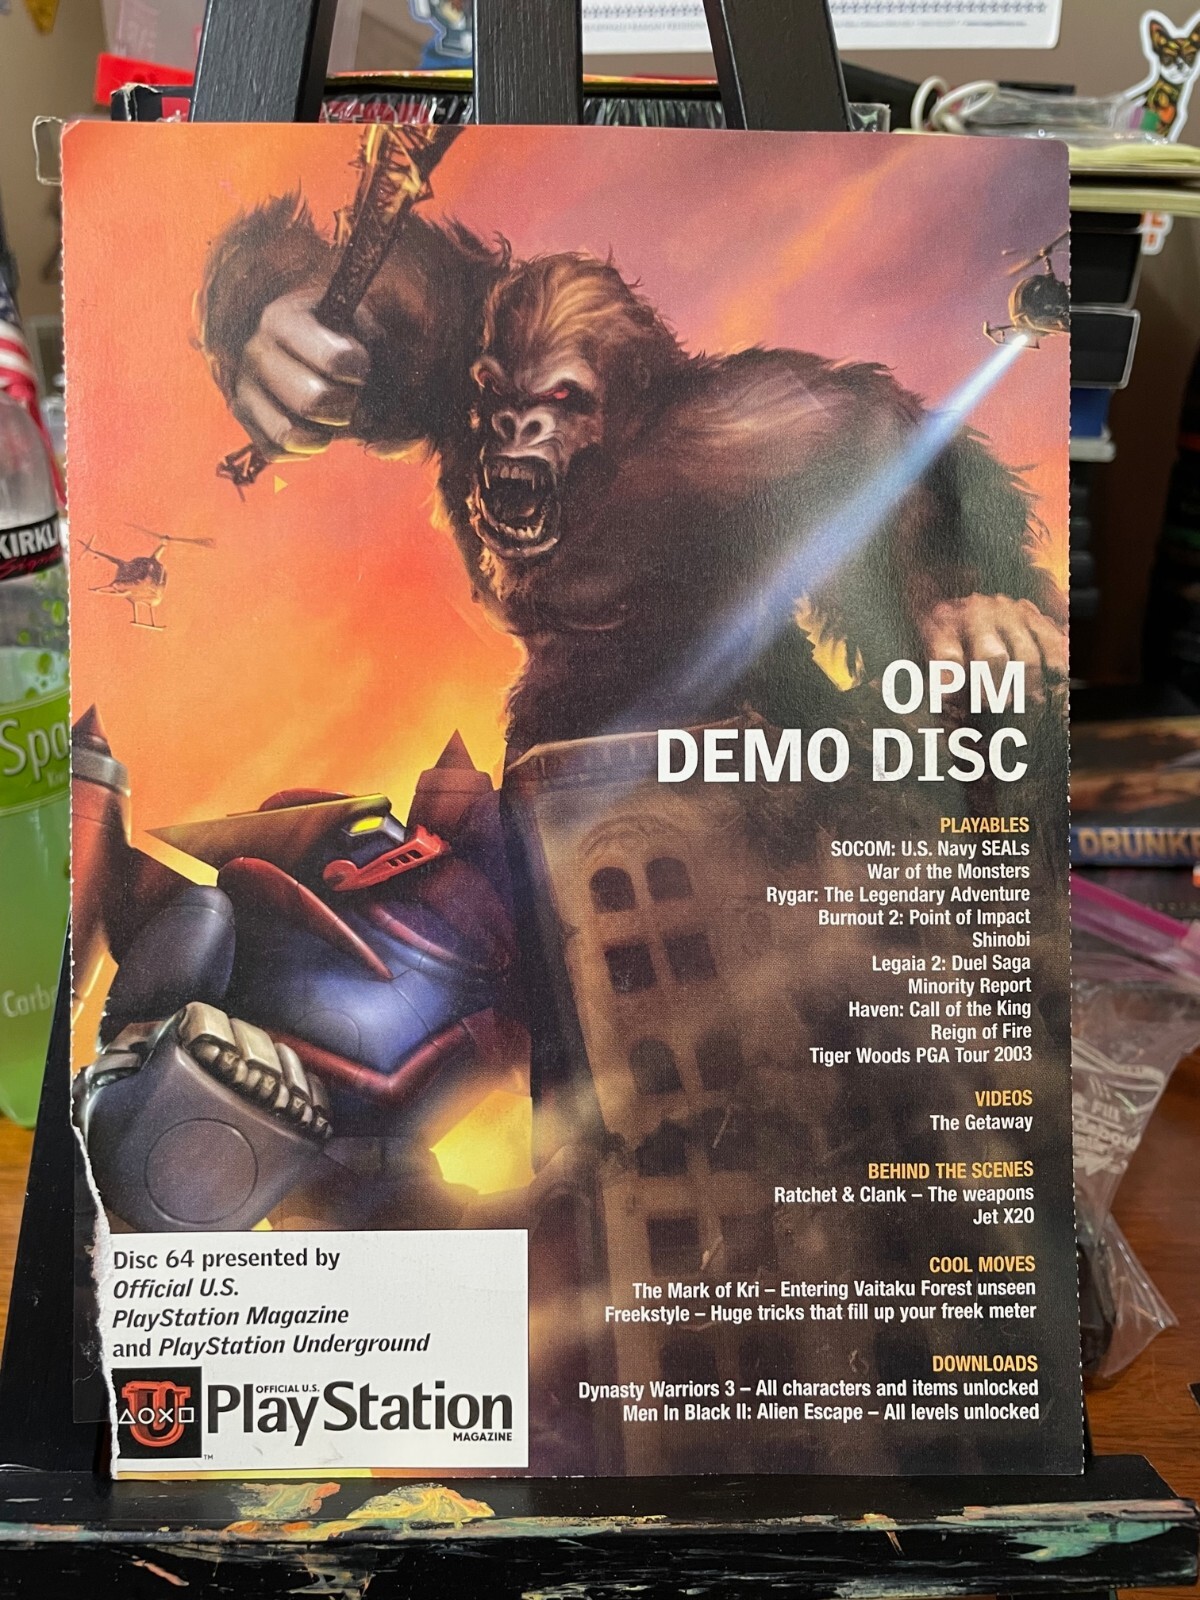 OPM
DEMO DISC
PLAYABLES
SOCOM: U.S. Navy SEALs
War of the Monsters
Rygar: The Legendary Adventure
Burnout 2: Point of Impact
Shinobi
Legaia 2: Duel Saga
Minority Report
Haven: Call of the King
Reign of Fire
Tiger Woods PGA Tour 2003
VIDEOS
The Getaway
BEHIND THE SCENES
Ratchet & Clank – The weapons
Jet X20
COOL MOVES
The Mark of Kri – Entering Vaitaku Forest unseen
Freekstyle – Huge tricks that fill up your freek meter
DOWNLOADS
Dynasty Warriors 3 – All characters and items unlocked
Men In Black II: Alien Escape – All levels unlocked
Disc 64 presented by
Official U.S.
PlayStation Magazine
and PlayStation Underground
U
△○X□
TM
OFFICIAL U.S.
PlayStation
MAGAZINE
KIRKL
Spa
Carb
DRUNK